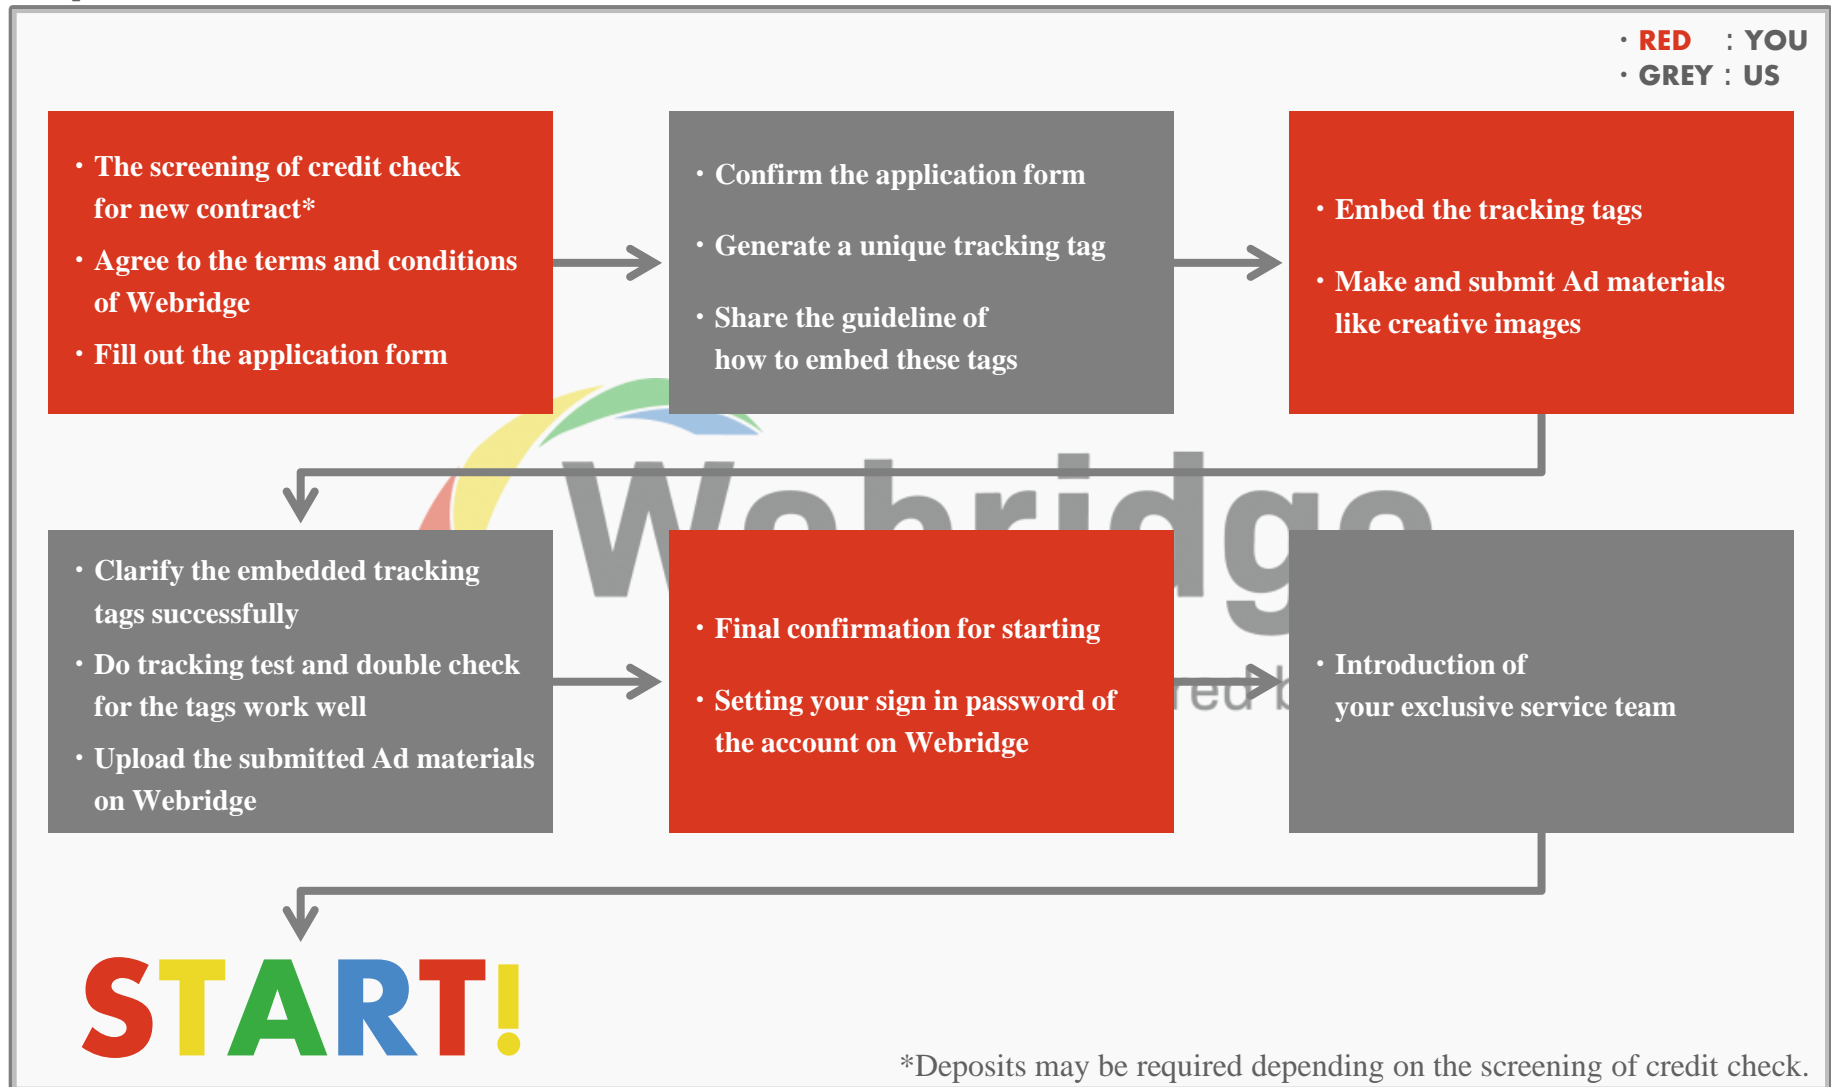 ・RED : YOU
・GREY : US
・The screening of credit check
for new contract*
・Agree to the terms and conditions
of Webridge
・Fill out the application form
・Confirm the application form
・Generate a unique tracking tag
・Share the guideline of
how to embed these tags
・Embed the tracking tags
・Make and submit Ad materials
like creative images
Webridge
・Clarify the embedded tracking
tags successfully
・Do tracking test and double check
for the tags work well
・Upload the submitted Ad materials
on Webridge
・Final confirmation for starting
・Setting your sign in password of
the account on Webridge
・Introduction of
your exclusive service team
START!
*Deposits may be required depending on the screening of credit check.